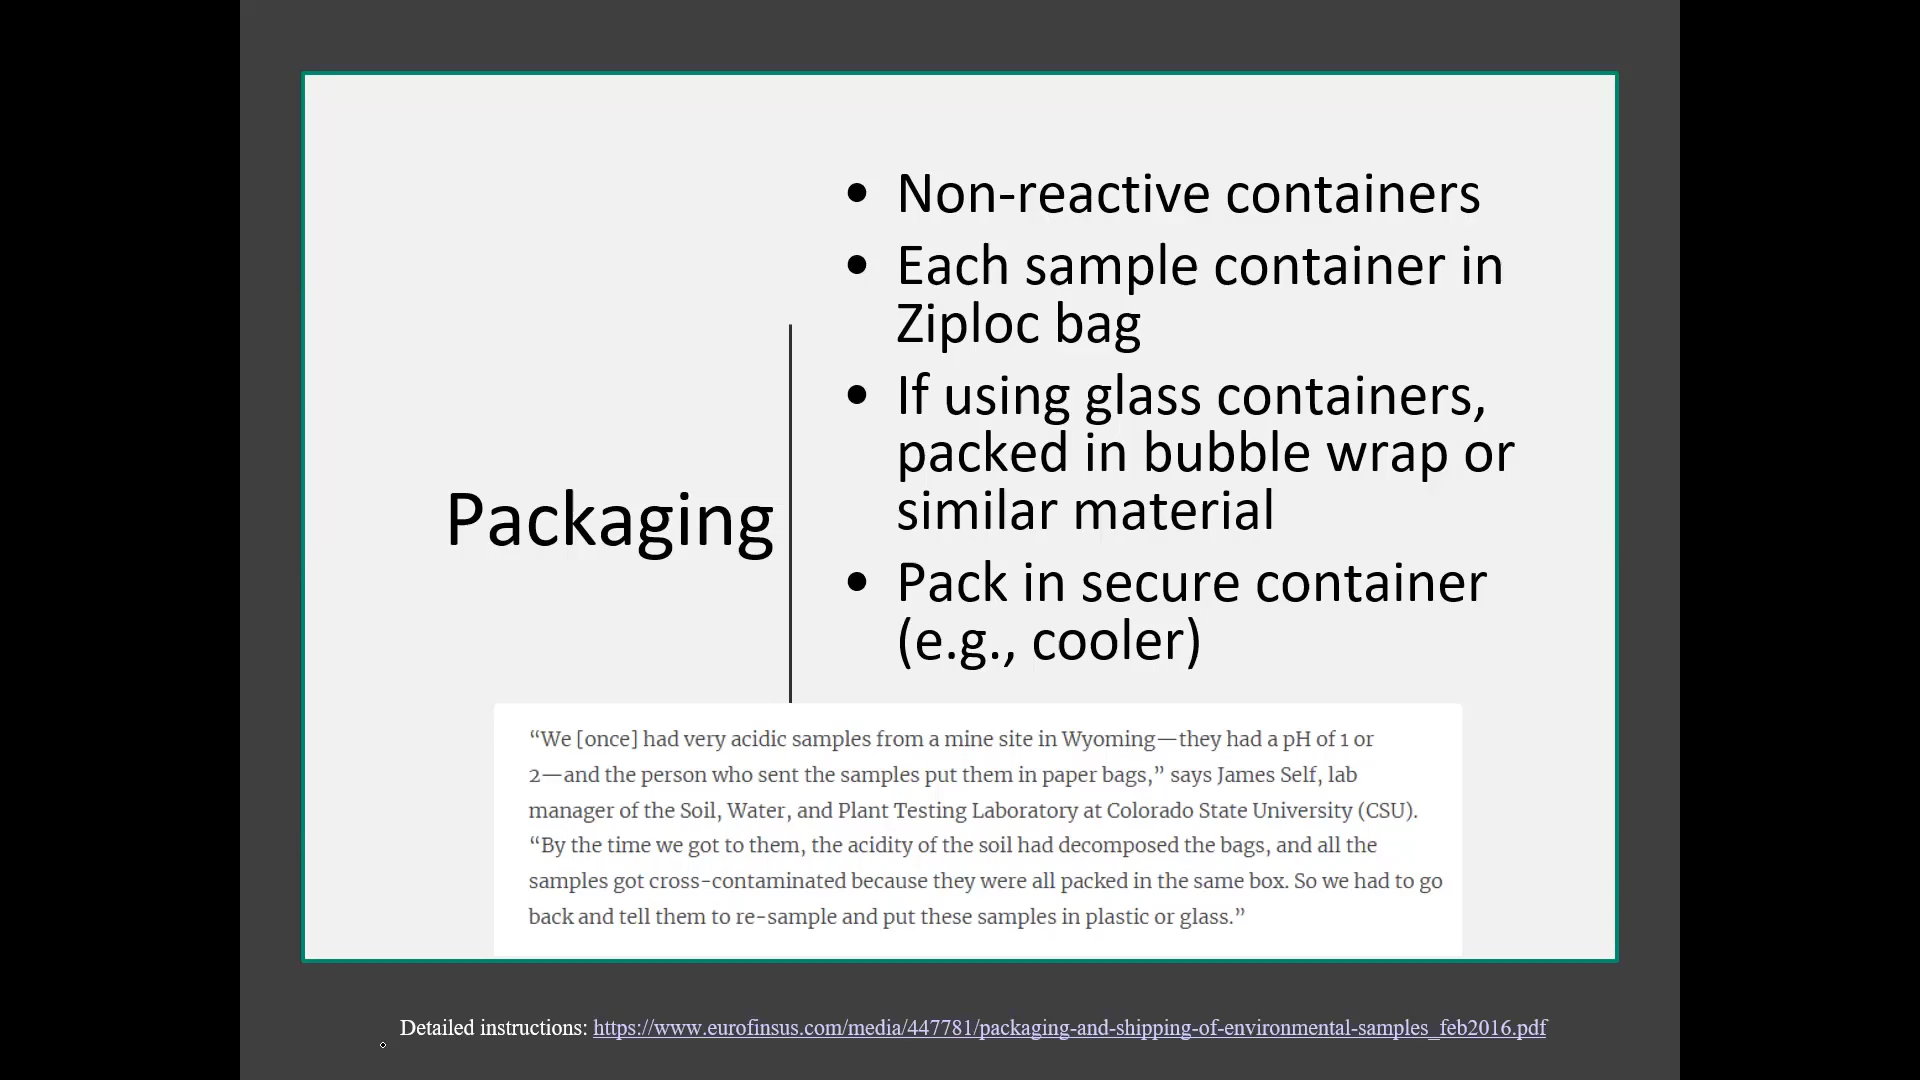 Packaging
• Non-reactive containers
• Each sample container in
Ziploc bag
• If using glass containers,
packed in bubble wrap or
similar material
• Pack in secure container
(e.g., cooler)
“We [once] had very acidic samples from a mine site in Wyoming—they had a pH of 1 or
2—and the person who sent the samples put them in paper bags,” says James Self, lab
manager of the Soil, Water, and Plant Testing Laboratory at Colorado State University (CSU).
“By the time we got to them, the acidity of the soil had decomposed the bags, and all the
samples got cross-contaminated because they were all packed in the same box. So we had to go
back and tell them to re-sample and put these samples in plastic or glass.”
Detailed instructions: https://www.eurofinsus.com/media/447781/packaging-and-shipping-of-environmental-samples_feb2016.pdf